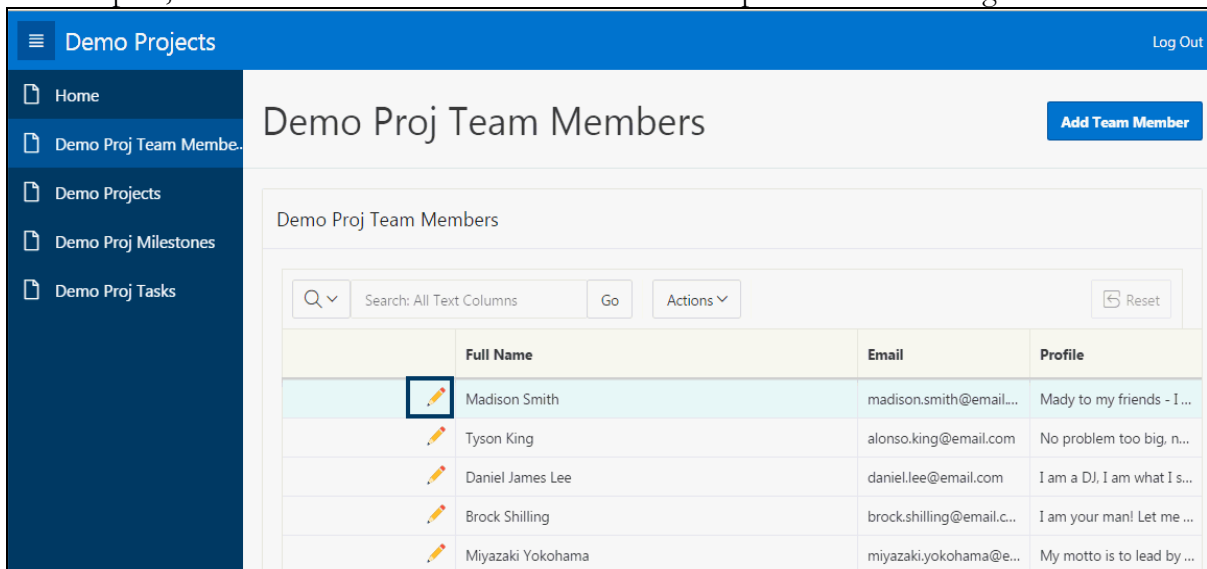 Demo Projects
Log Out
Home
Demo Proj Team Membe..
Demo Projects
Demo Proj Milestones
Demo Proj Tasks
Demo Proj Team Members
Add Team Member
Demo Proj Team Members
Search: All Text Columns Go Actions Reset
Full Name Email Profile
Madison Smith madison.smith@email.... Mady to my friends - I ...
Tyson King alonso.king@email.com No problem too big, n...
Daniel James Lee daniel.lee@email.com I am a DJ, I am what I s...
Brock Shilling brock.shilling@email.c... I am your man! Let me ...
Miyazaki Yokohama miyazaki.yokohama@e... My motto is to lead by ...